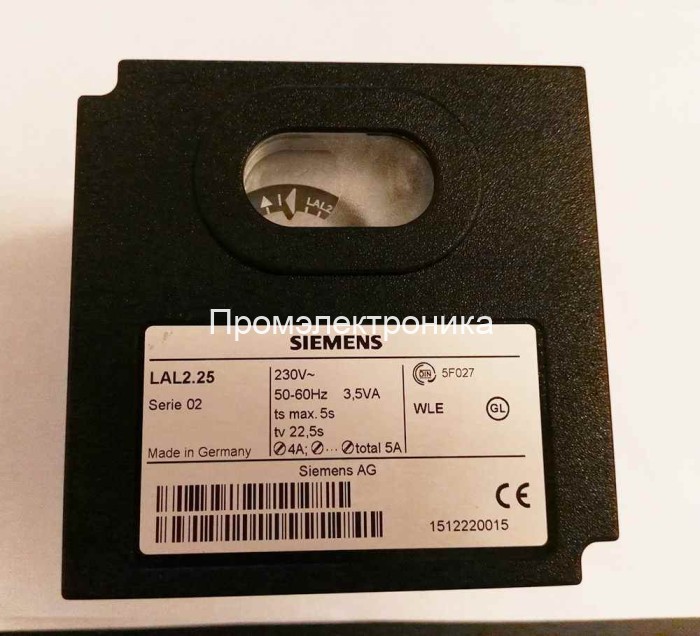 LAL2
Промэлектроника
SIEMENS
LAL2.25
Serie 02
Made in Germany
230V~
50-60Hz 3,5VA
ts max. 5s
tv 22,5s
4A; ... total 5A
DIN 5F027
WLE GL
Siemens AG
CE
1512220015